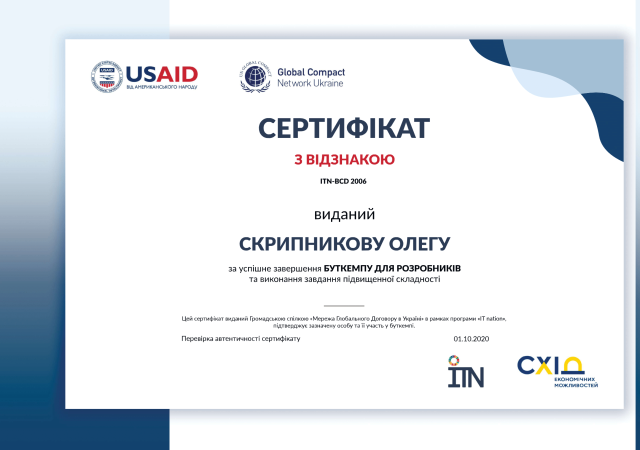 USAID
ВІД АМЕРИКАНСЬКОГО НАРОДУ
Global Compact
Network Ukraine
СЕРТИФІКАТ
З ВІДЗНАКОЮ
ITN-BCD 2006
виданий
СКРИПНИКОВУ ОЛЕГУ
за успішне завершення БУТКЕМПУ ДЛЯ РОЗРОБНИКІВ
та виконання завдання підвищенної складності
Цей сертифікат виданий Громадською спілкою «Мережа Глобального Договору в Україні» в рамках програми «IT nation»,
підтверджує зазначену особу та її участь у буткемпі.
Перевірка автентичності сертифікату
01.10.2020
ITN
СХІД
ЕКОНОМІЧНИХ
МОЖЛИВОСТЕЙ